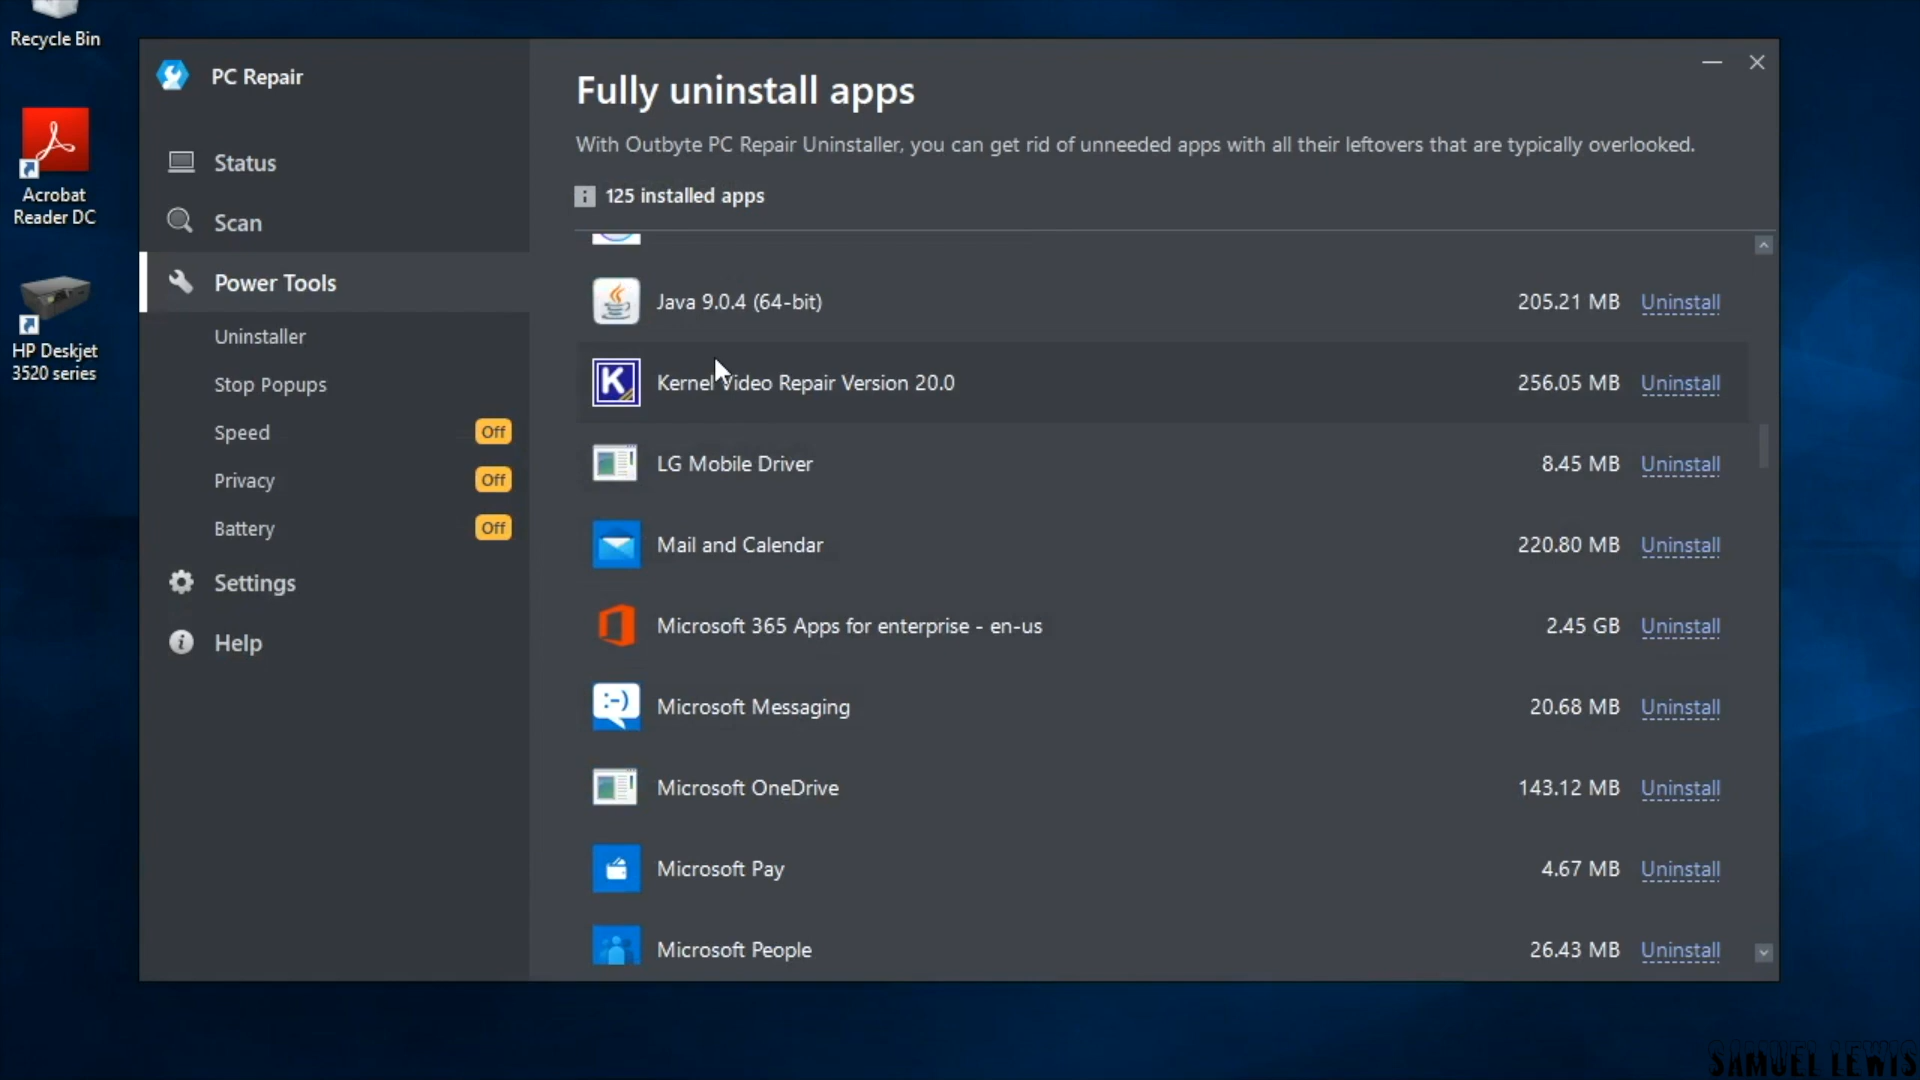 Recycle Bin
Acrobat
Reader DC
HP Deskjet
3520 series
PC Repair
Status
Scan
Power Tools
Uninstaller
Stop Popups
Speed Off
Privacy Off
Battery Off
Settings
Help
Fully uninstall apps
With Outbyte PC Repair Uninstaller, you can get rid of unneeded apps with all their leftovers that are typically overlooked.
125 installed apps
Java 9.0.4 (64-bit) 205.21 MB Uninstall
Kernel Video Repair Version 20.0 256.05 MB Uninstall
LG Mobile Driver 8.45 MB Uninstall
Mail and Calendar 220.80 MB Uninstall
Microsoft 365 Apps for enterprise - en-us 2.45 GB Uninstall
Microsoft Messaging 20.68 MB Uninstall
Microsoft OneDrive 143.12 MB Uninstall
Microsoft Pay 4.67 MB Uninstall
Microsoft People 26.43 MB Uninstall
SAMUEL LEWIS